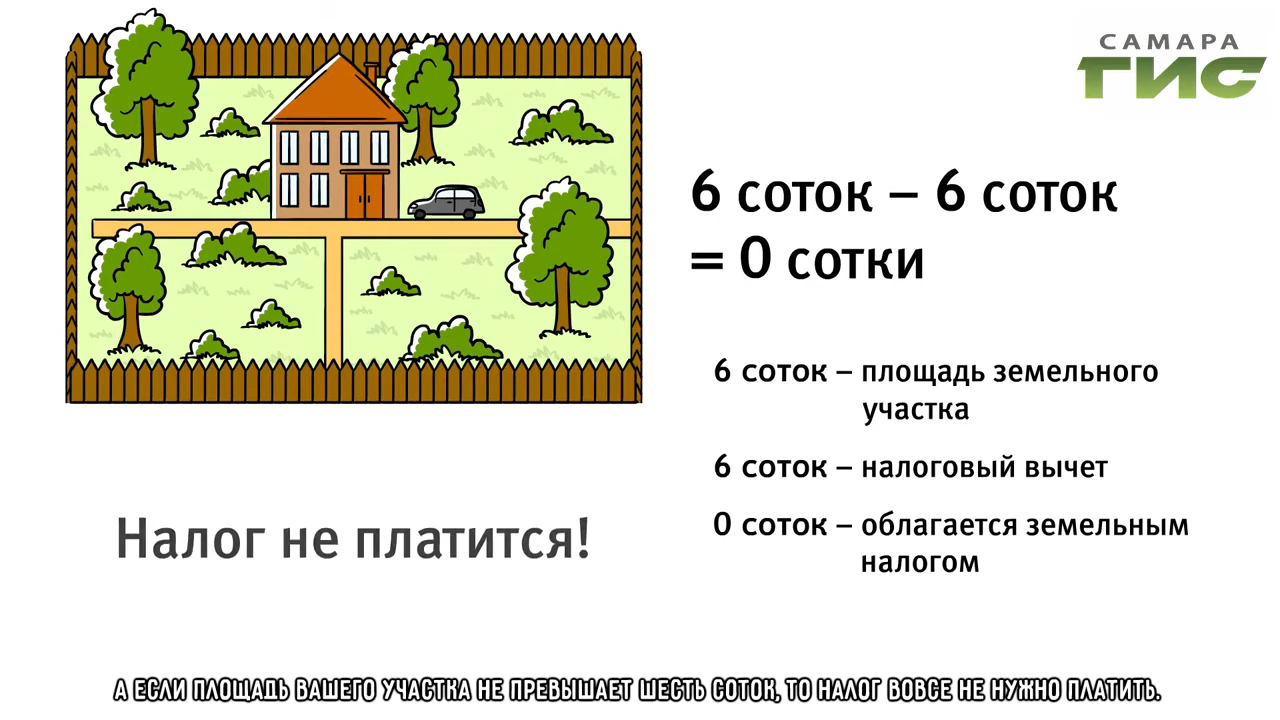 САМАРА
ГИС
6 соток – 6 соток
= 0 сотки
6 соток – площадь земельного
участка
6 соток – налоговый вычет
0 соток – облагается земельным
налогом
Налог не платится!
А ЕСЛИ ПЛОЩАДЬ ВАШЕГО УЧАСТКА НЕ ПРЕВЫШАЕТ ШЕСТЬ СОТОК, ТО НАЛОГ ВОВСЕ НЕ НУЖНО ПЛАТИТЬ.